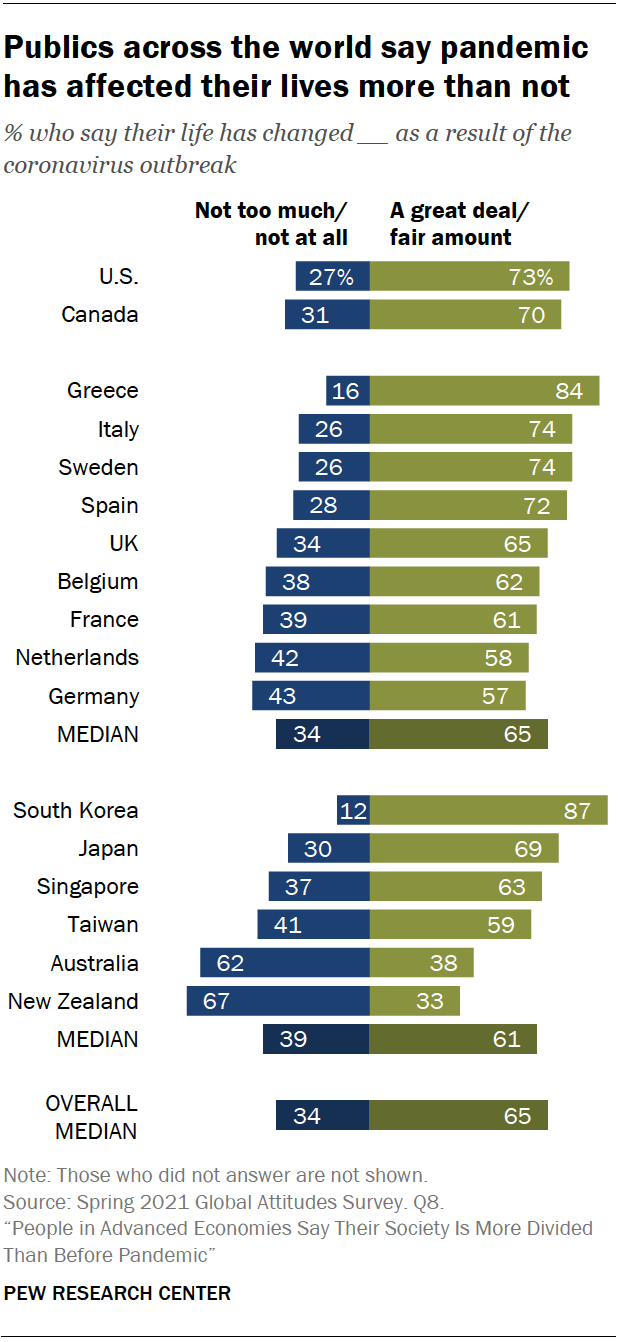 Publics across the world say pandemic
has affected their lives more than not
% who say their life has changed __ as a result of the
coronavirus outbreak
Not too much/ A great deal/
not at all fair amount
U.S. 27% 73%
Canada 31 70
Greece 16 84
Italy 26 74
Sweden 26 74
Spain 28 72
UK 34 65
Belgium 38 62
France 39 61
Netherlands 42 58
Germany 43 57
MEDIAN 34 65
South Korea 12 87
Japan 30 69
Singapore 37 63
Taiwan 41 59
Australia 62 38
New Zealand 67 33
MEDIAN 39 61
OVERALL
MEDIAN 34 65
Note: Those who did not answer are not shown.
Source: Spring 2021 Global Attitudes Survey. Q8.
“People in Advanced Economies Say Their Society Is More Divided
Than Before Pandemic”
PEW RESEARCH CENTER